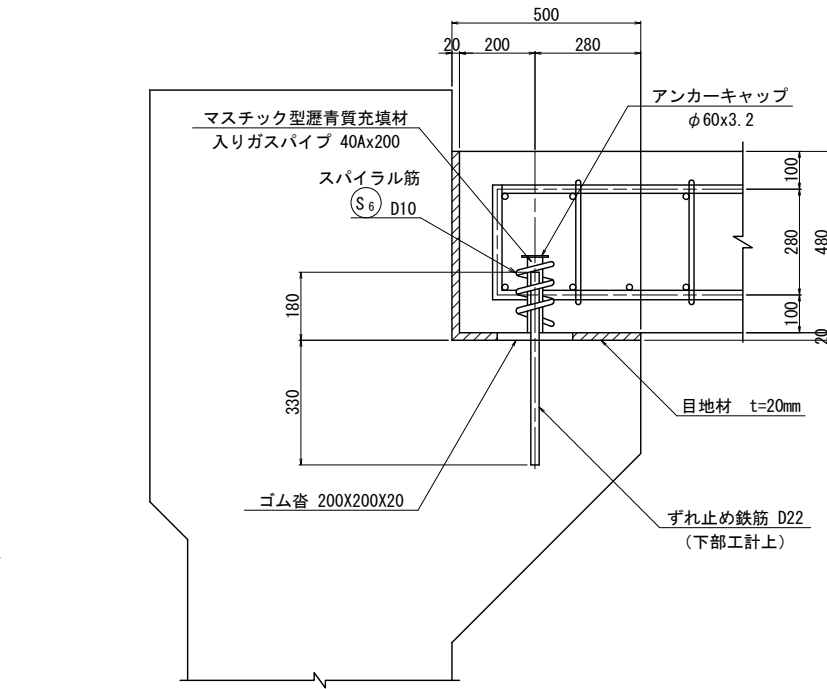 500
20 200 280
アンカーキャップ
φ60x3.2
マスチック型瀝青質充填材
入りガスパイプ 40Ax200
スパイラル筋
S6 D10
100
280
480
100
20
180
330
目地材 t=20mm
ゴム沓 200X200X20
ずれ止め鉄筋 D22
(下部工計上)